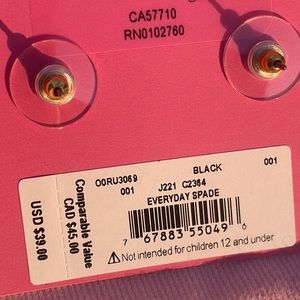 CA57710
RN0102760
O0RU3069 BLACK 001
001 J221 C2364
EVERYDAY SPADE
7 67883 55049 6
Not intended for children 12 and under
Comparable Value
CAD $45.00
USD $39.00